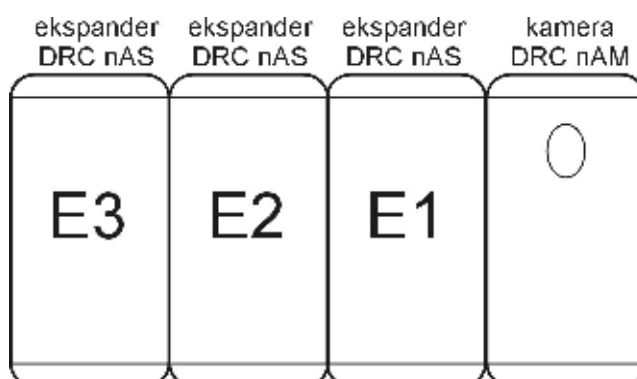 ekspander ekspander ekspander kamera
DRC nAS DRC nAS DRC nAS DRC nAM
E3 E2 E1